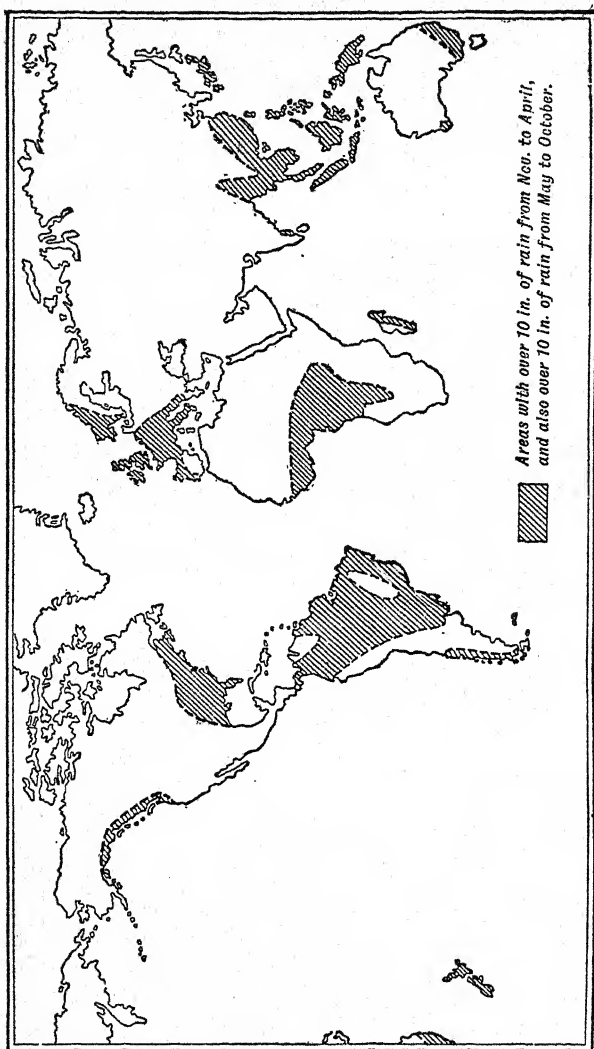 Areas with over 10 in. of rain from Nov. to April,
and also over 10 in. of rain from May to October.